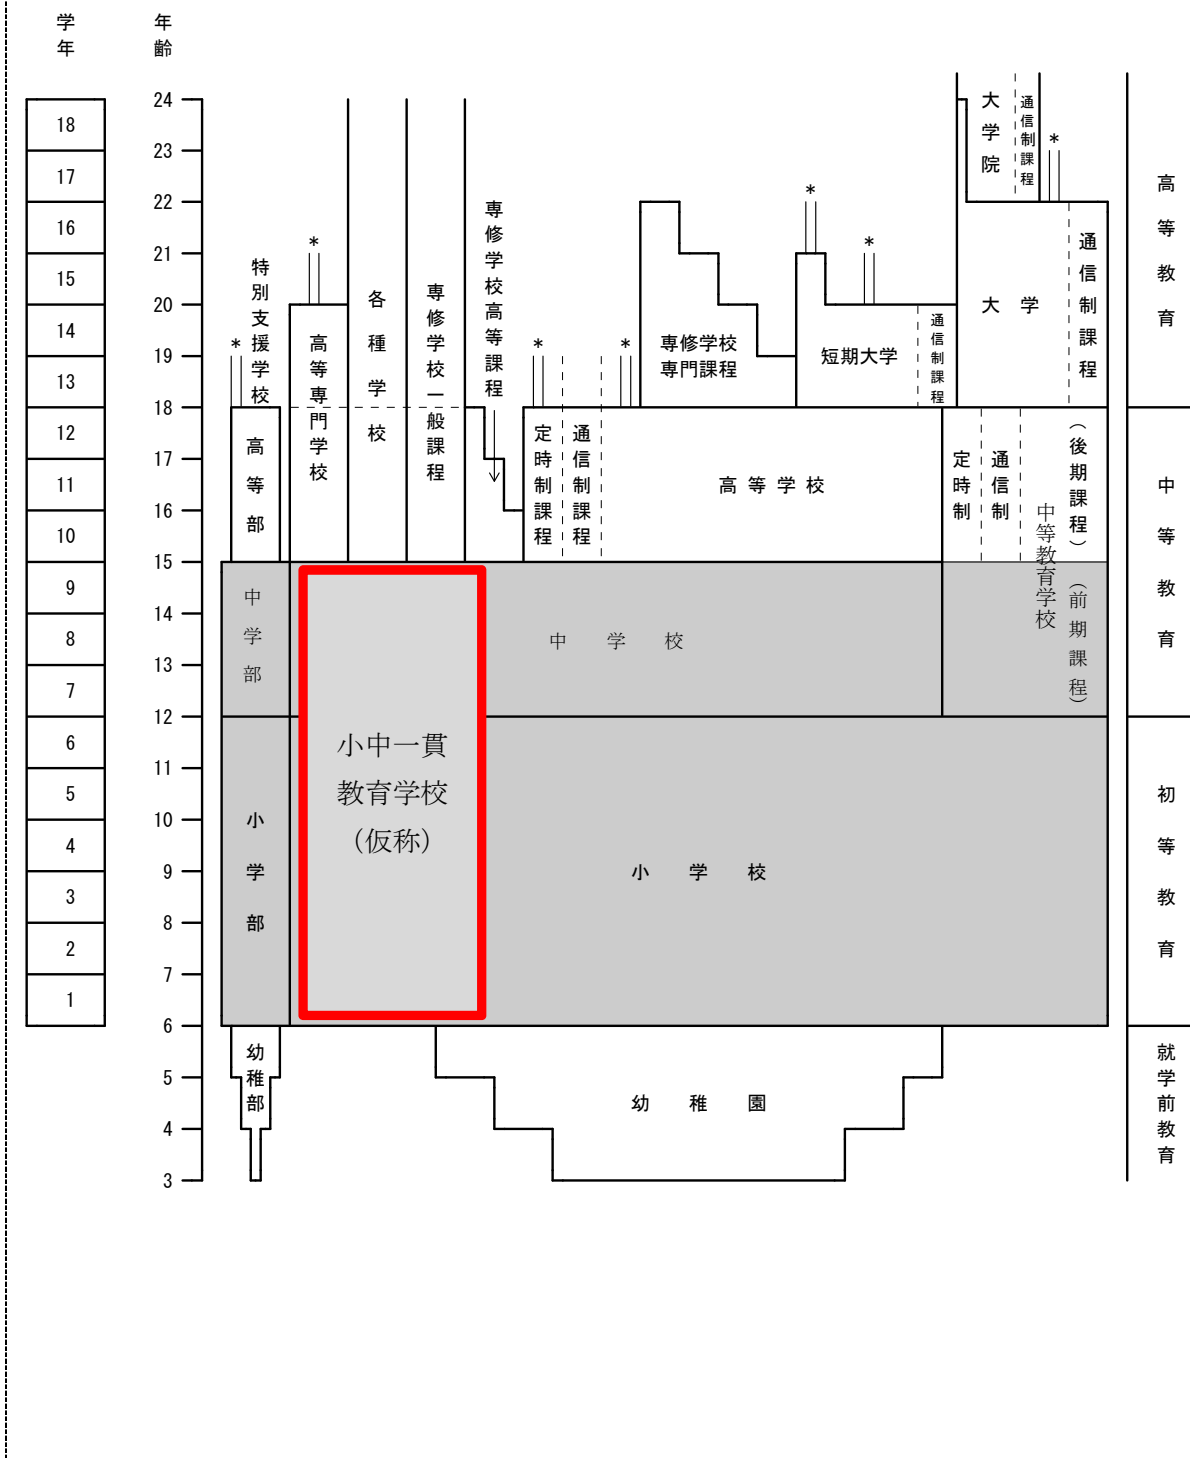 学年
年齢
24
23
22
21
20
19
18
17
16
15
14
13
12
11
10
9
8
7
6
5
4
3
18
17
16
15
14
13
12
11
10
9
8
7
6
5
4
3
2
1
特別支援学校
*
高等部
中学部
小学部
幼稚部
*
高等専門学校
各種学校
専修学校一般課程
専修学校高等課程
*
定時制課程
通信制課程
*
高等学校
専修学校
専門課程
*
短期大学
*
通信制課程
大学院
通信制課程
*
大学
通信制課程
定時制
通信制
中等教育学校
(後期課程)
(前期課程)
中学校
小中一貫
教育学校
(仮称)
小学校
幼稚園
高等教育
中等教育
初等教育
就学前教育